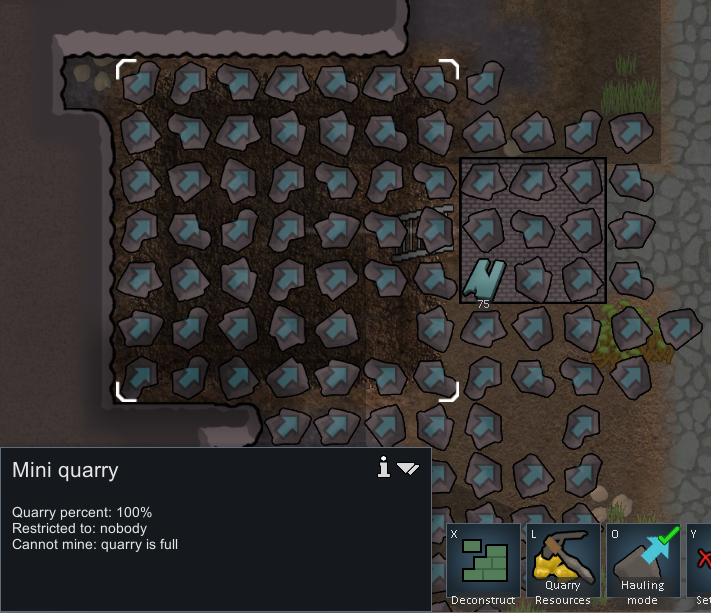 75
Mini quarry
Quarry percent: 100%
Restricted to: nobody
Cannot mine: quarry is full
X
Deconstruct
L
Quarry
Resources
O
Hauling
mode
Y
Set